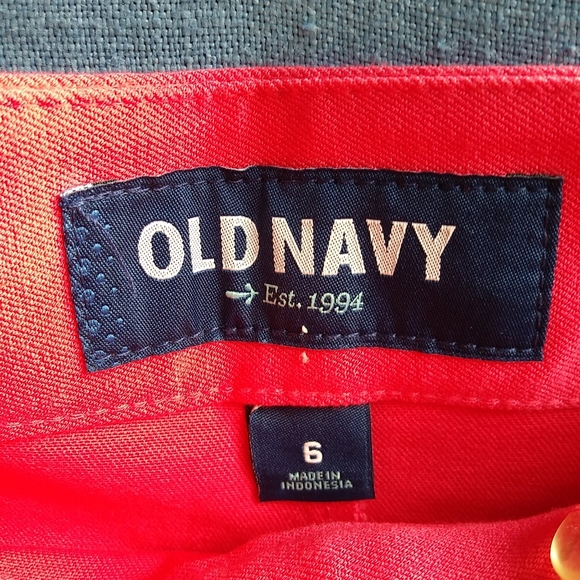 OLD NAVY
→ Est. 1994
6
MADE IN
INDONESIA